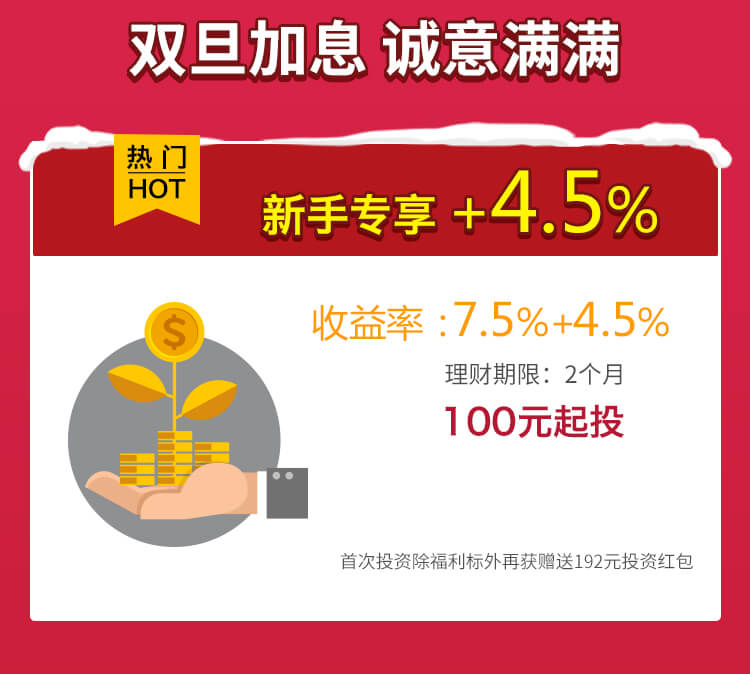 双旦加息 诚意满满
热门
HOT
新手专享 +4.5%
$
收益率 :7.5%+4.5%
理财期限：2个月
100元起投
首次投资除福利标外再获赠送192元投资红包